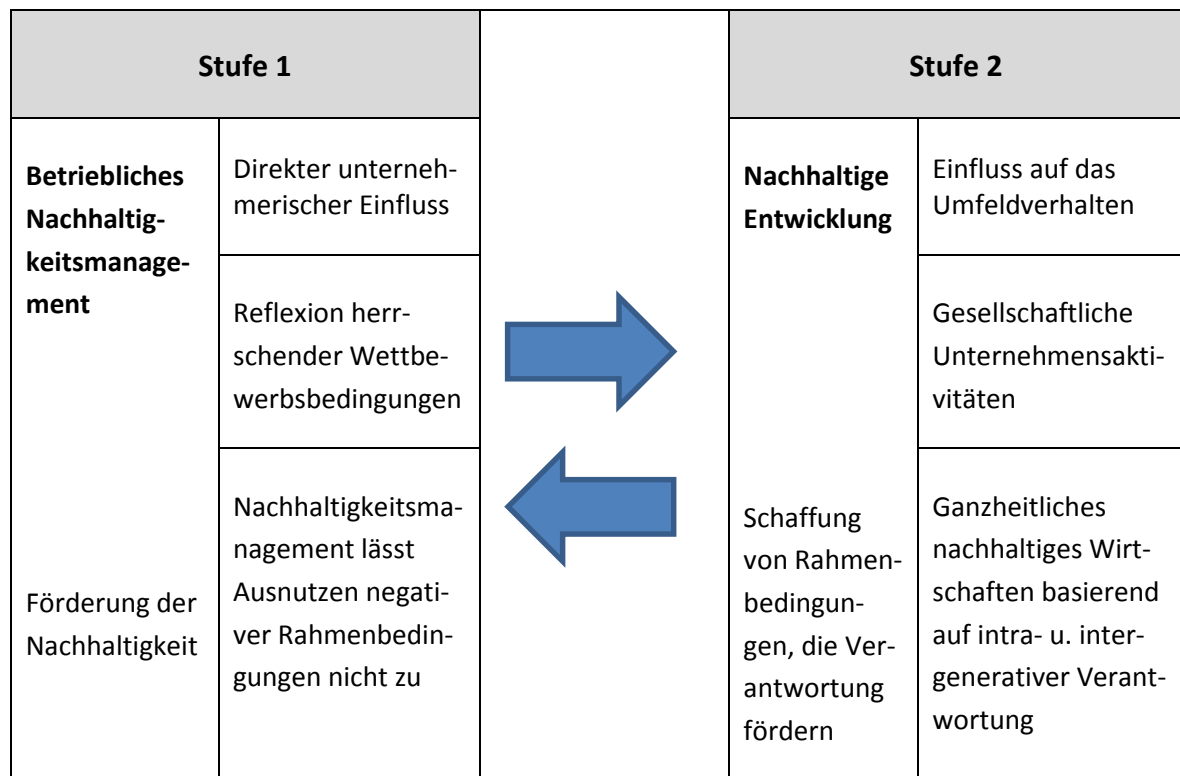 Stufe 1
Betriebliches
Nachhaltig-
keitsmanage-
ment
Förderung der
Nachhaltigkeit
Direkter unterneh-
merischer Einfluss
Reflexion herr-
schender Wettbe-
werbsbedingungen
Nachhaltigkeitsma-
nagement lässt
Ausnutzen negati-
ver Rahmenbedin-
gungen nicht zu
Stufe 2
Nachhaltige
Entwicklung
Schaffung
von Rahmen-
bedingun-
gen, die Ver-
antwortung
fördern
Einfluss auf das
Umfeldverhalten
Gesellschaftliche
Unternehmensakti-
vitäten
Ganzheitliches
nachhaltiges Wirt-
schaften basierend
auf intra- u. inter-
generativer Verant-
wortung